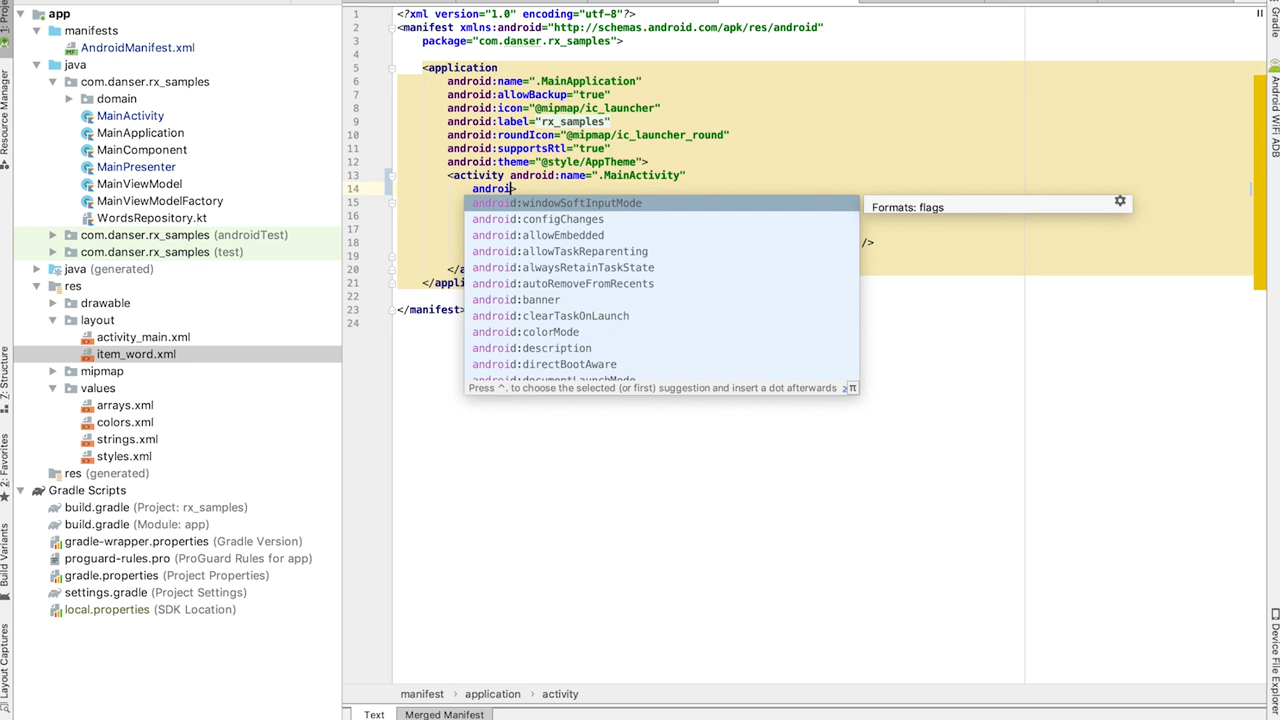 1: Proje
Resource Manager
7: Structure
2: Favorites
Build Variants
Layout Captures
app
manifests
AndroidManifest.xml
java
com.danser.rx_samples
domain
MainActivity
MainApplication
MainComponent
MainPresenter
MainViewModel
MainViewModelFactory
WordsRepository.kt
com.danser.rx_samples (androidTest)
com.danser.rx_samples (test)
java (generated)
res
drawable
layout
activity_main.xml
item_word.xml
mipmap
values
arrays.xml
colors.xml
strings.xml
styles.xml
res (generated)
Gradle Scripts
build.gradle (Project: rx_samples)
build.gradle (Module: app)
gradle-wrapper.properties (Gradle Version)
proguard-rules.pro (ProGuard Rules for app)
gradle.properties (Project Properties)
settings.gradle (Project Settings)
local.properties (SDK Location)
1 <?xml version="1.0" encoding="utf-8"?>
2 <manifest xmlns:android="http://schemas.android.com/apk/res/android"
3 package="com.danser.rx_samples">
4
5 <application
6 android:name=".MainApplication"
7 android:allowBackup="true"
8 android:icon="@mipmap/ic_launcher"
9 android:label="rx_samples"
10 android:roundIcon="@mipmap/ic_launcher_round"
11 android:supportsRtl="true"
12 android:theme="@style/AppTheme">
13 <activity android:name=".MainActivity"
14 androi>
15
16
18 />
19
20 </a
21 </appli
22
23 </manifest>
24
android:windowSoftInputMode
android:configChanges
android:allowEmbedded
android:allowTaskReparenting
android:alwaysRetainTaskState
android:autoRemoveFromRecents
android:banner
android:clearTaskOnLaunch
android:colorMode
android:description
android:directBootAware
android:documentLaunchMode
Press ^. to choose the selected (or first) suggestion and insert a dot afterwards >> π
Formats: flags
manifest › application › activity
Text Merged Manifest
Gradle
Android WiFi ADB
Device File Explorer